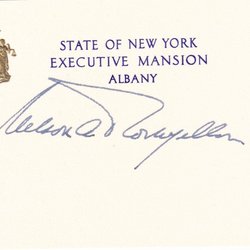 STATE OF NEW YORK
EXECUTIVE MANSION
ALBANY
Nelson A Rockefeller